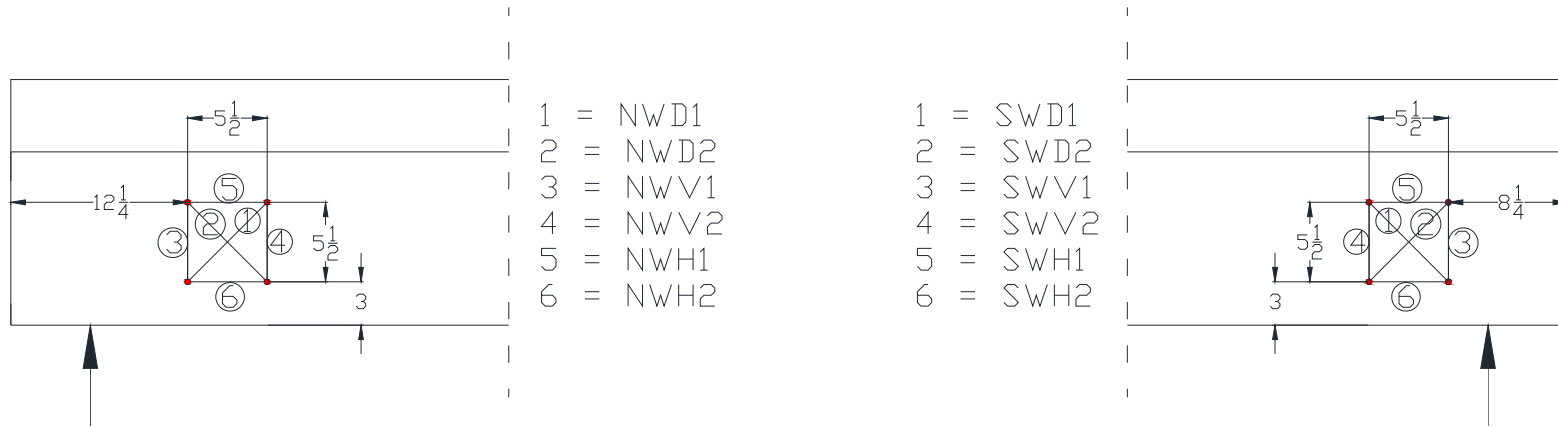 5 1/2
12 1/4
5
2 1
3 4
5 1/2
6
3
1 = NWD1
2 = NWD2
3 = NWV1
4 = NWV2
5 = NWH1
6 = NWH2
1 = SWD1
2 = SWD2
3 = SWV1
4 = SWV2
5 = SWH1
6 = SWH2
5 1/2
5
8 1/4
1 2
5 1/2
4 3
6
3